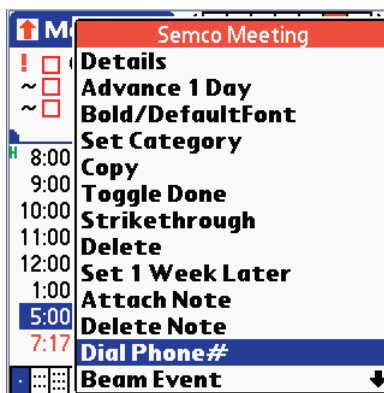 M
Semco Meeting
Details
Advance 1 Day
Bold/DefaultFont
Set Category
Copy
Toggle Done
Strikethrough
Delete
Set 1 Week Later
Attach Note
Delete Note
Dial Phone#
Beam Event
!
~
~
H
8:00
9:00
10:00
11:00
12:00
1:00
5:00
7:17